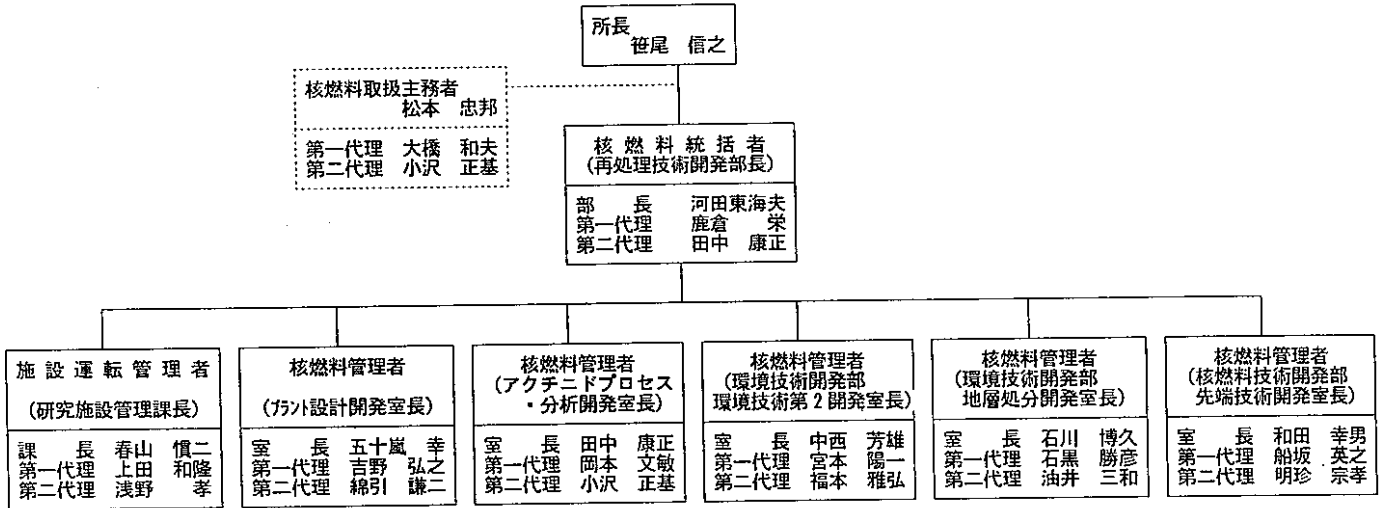 所長
笹尾 信之
核燃料取扱主務者
松本 忠邦
第一代理 大橋 和夫
第二代理 小沢 正基
核燃料統括者
(再処理技術開発部長)
部長 河田東海夫
第一代理 鹿倉 栄
第二代理 田中 康正
施設運転管理者
(研究施設管理課長)
課長 春山 慎二
第一代理 上田 和隆
第二代理 浅野 孝
核燃料管理者
(プラント設計開発室長)
室長 五十嵐 幸
第一代理 吉野 弘之
第二代理 綿引 謙二
核燃料管理者
(アクチニドプロセス
・分析開発室長)
室長 田中 康正
第一代理 岡本 文敏
第二代理 小沢 正基
核燃料管理者
(環境技術開発部
環境技術第2開発室長)
室長 中西 芳雄
第一代理 宮本 陽一
第二代理 福本 雅弘
核燃料管理者
(環境技術開発部
地層処分開発室長)
室長 石川 博久
第一代理 石黒 勝彦
第二代理 油井 三和
核燃料管理者
(核燃料技術開発部
先端技術開発室長)
室長 和田 幸男
第一代理 船坂 英之
第二代理 明珍 宗孝